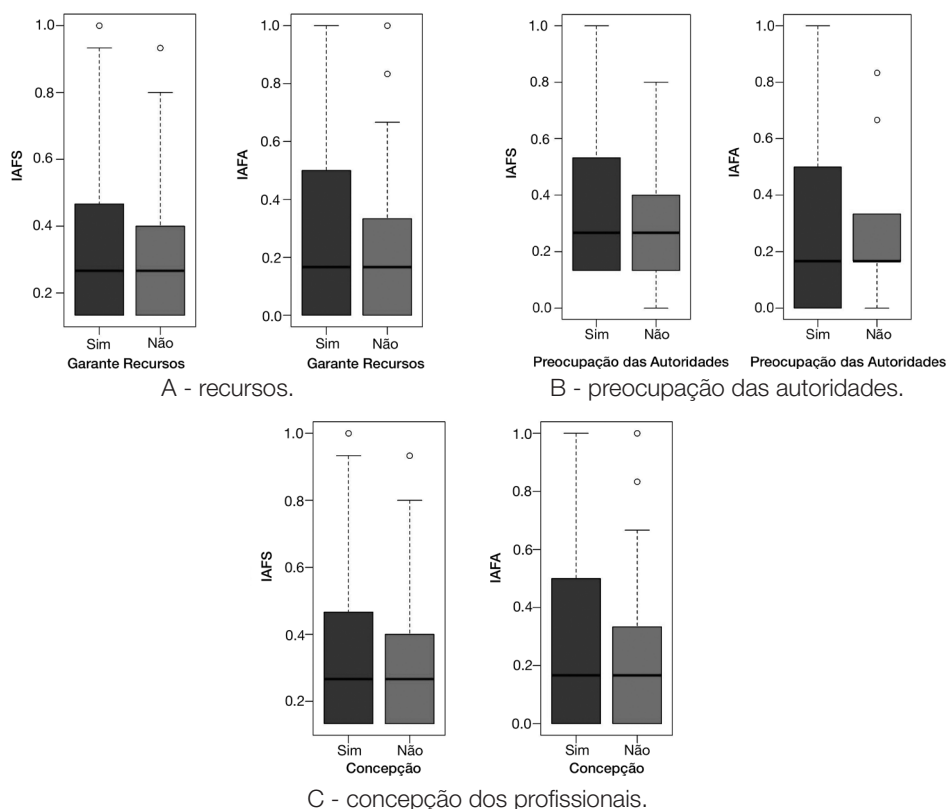 1.0
0.8
0.6
0.4
0.2
IAFS
Sim Não
Garante Recursos
1.0
0.8
0.6
0.4
0.2
0.0
IAFA
Sim Não
Garante Recursos
A - recursos.
1.0
0.8
0.6
0.4
0.2
0.0
IAFS
Sim Não
Preocupação das Autoridades
1.0
0.8
0.6
0.4
0.2
0.0
IAFA
Sim Não
Preocupação das Autoridades
B - preocupação das autoridades.
1.0
0.8
0.6
0.4
0.2
IAFS
Sim Não
Concepção
1.0
0.8
0.6
0.4
0.2
0.0
IAFA
Sim Não
Concepção
C - concepção dos profissionais.